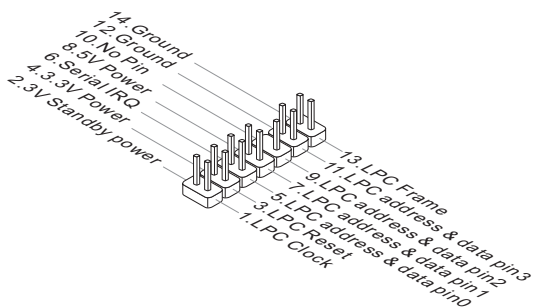 14.Ground
12.Ground
10.No Pin
8.5V Power
6.Serial IRQ
4.3.3V Power
2.3V Standby power
13.LPC Frame
11.LPC address & data pin3
9.LPC address & data pin2
7.LPC address & data pin1
5.LPC address & data pin0
3.LPC Reset
1.LPC Clock